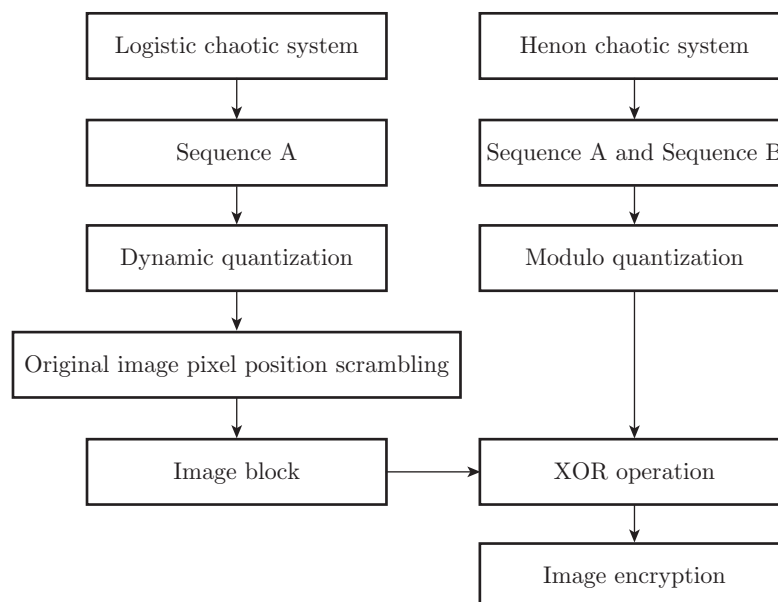 Logistic chaotic system
Henon chaotic system
Sequence A
Sequence A and Sequence B
Dynamic quantization
Modulo quantization
Original image pixel position scrambling
Image block
XOR operation
Image encryption